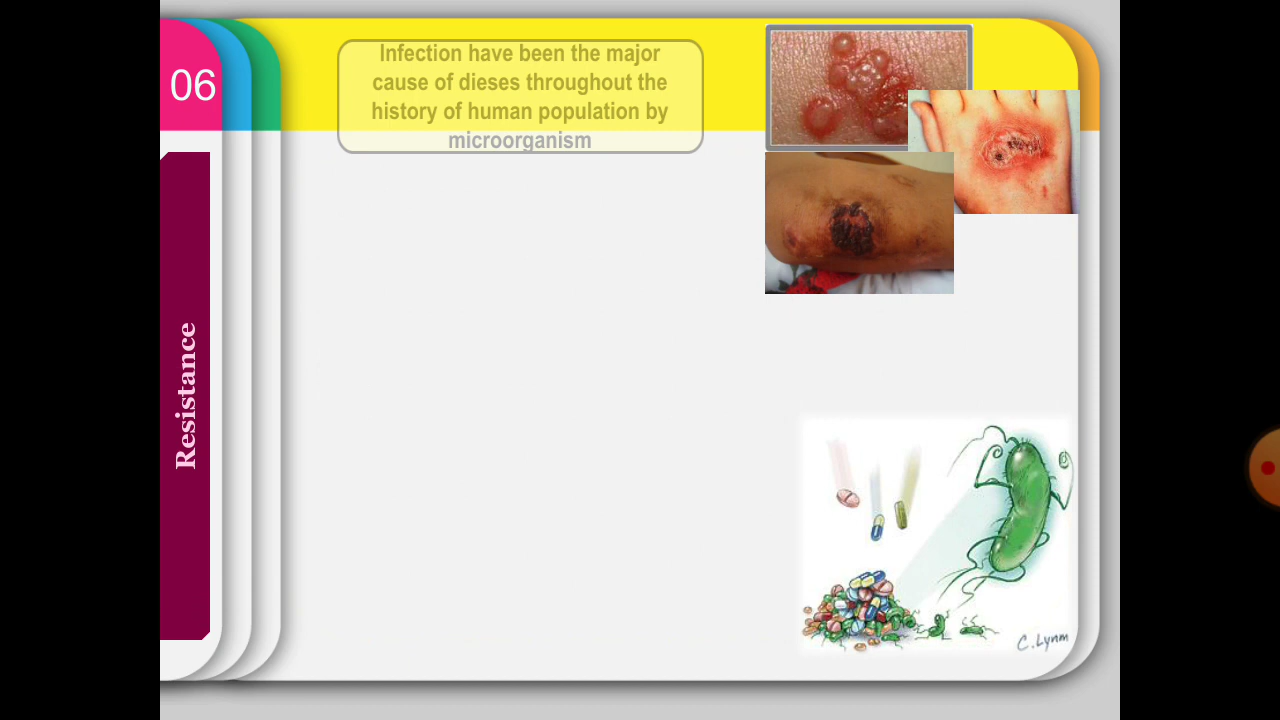 06
Infection have been the major
cause of dieses throughout the
history of human population by
microorganism
Resistance
C.Lynm